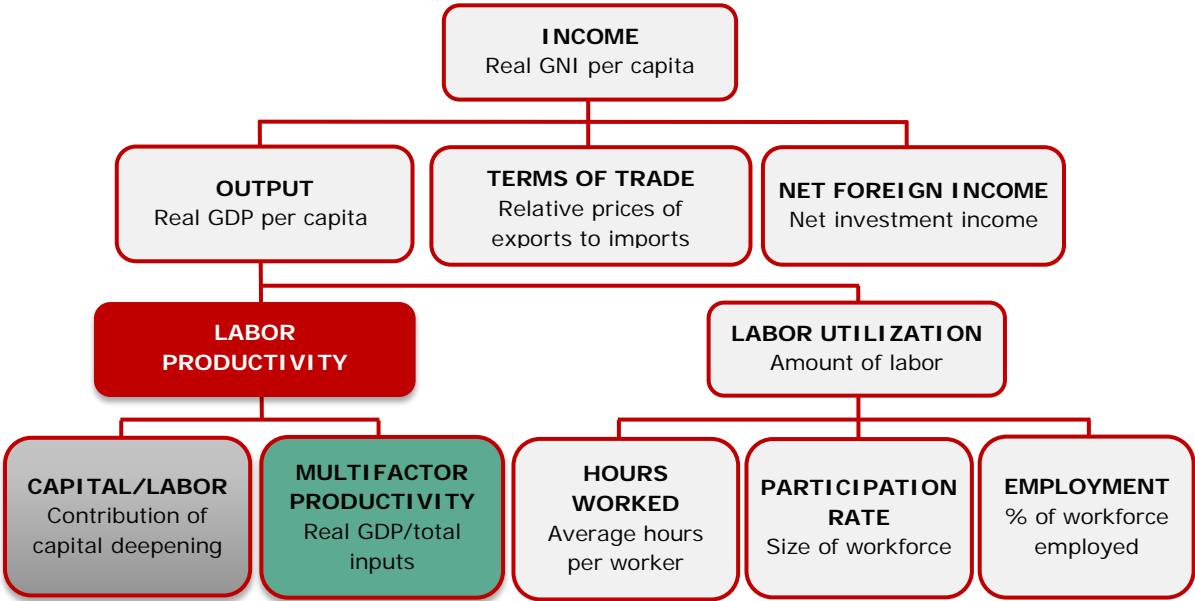 INCOME
Real GNI per capita
OUTPUT
Real GDP per capita
TERMS OF TRADE
Relative prices of
exports to imports
NET FOREIGN INCOME
Net investment income
LABOR
PRODUCTIVITY
LABOR UTILIZATION
Amount of labor
CAPITAL/LABOR
Contribution of
capital deepening
MULTIFACTOR
PRODUCTIVITY
Real GDP/total
inputs
HOURS
WORKED
Average hours
per worker
PARTICIPATION
RATE
Size of workforce
EMPLOYMENT
% of workforce
employed